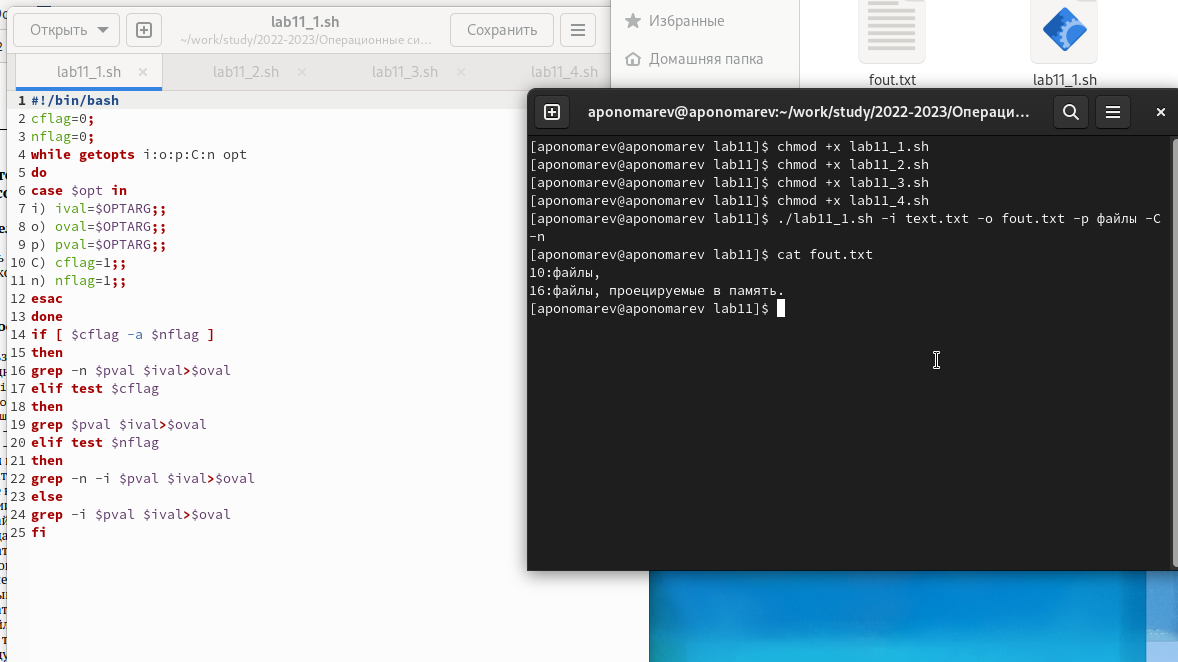 Открыть
lab11_1.sh
~/work/study/2022-2023/Операционные си…
Сохранить
lab11_1.sh
lab11_2.sh
lab11_3.sh
lab11_4.sh
1 #!/bin/bash
2 cflag=0;
3 nflag=0;
4 while getopts i:o:p:C:n opt
5 do
6 case $opt in
7 i) ival=$OPTARG;;
8 o) oval=$OPTARG;;
9 p) pval=$OPTARG;;
10 C) cflag=1;;
11 n) nflag=1;;
12 esac
13 done
14 if [ $cflag -a $nflag ]
15 then
16 grep -n $pval $ival>$oval
17 elif test $cflag
18 then
19 grep $pval $ival>$oval
20 elif test $nflag
21 then
22 grep -n -i $pval $ival>$oval
23 else
24 grep -i $pval $ival>$oval
25 fi
Избранные
Домашняя папка
fout.txt
lab11_1.sh
aponomarev@aponomarev:~/work/study/2022-2023/Операци…
[aponomarev@aponomarev lab11]$ chmod +x lab11_1.sh
[aponomarev@aponomarev lab11]$ chmod +x lab11_2.sh
[aponomarev@aponomarev lab11]$ chmod +x lab11_3.sh
[aponomarev@aponomarev lab11]$ chmod +x lab11_4.sh
[aponomarev@aponomarev lab11]$ ./lab11_1.sh -i text.txt -o fout.txt -p файлы -C
-n
[aponomarev@aponomarev lab11]$ cat fout.txt
10:файлы,
16:файлы, проецируемые в память.
[aponomarev@aponomarev lab11]$